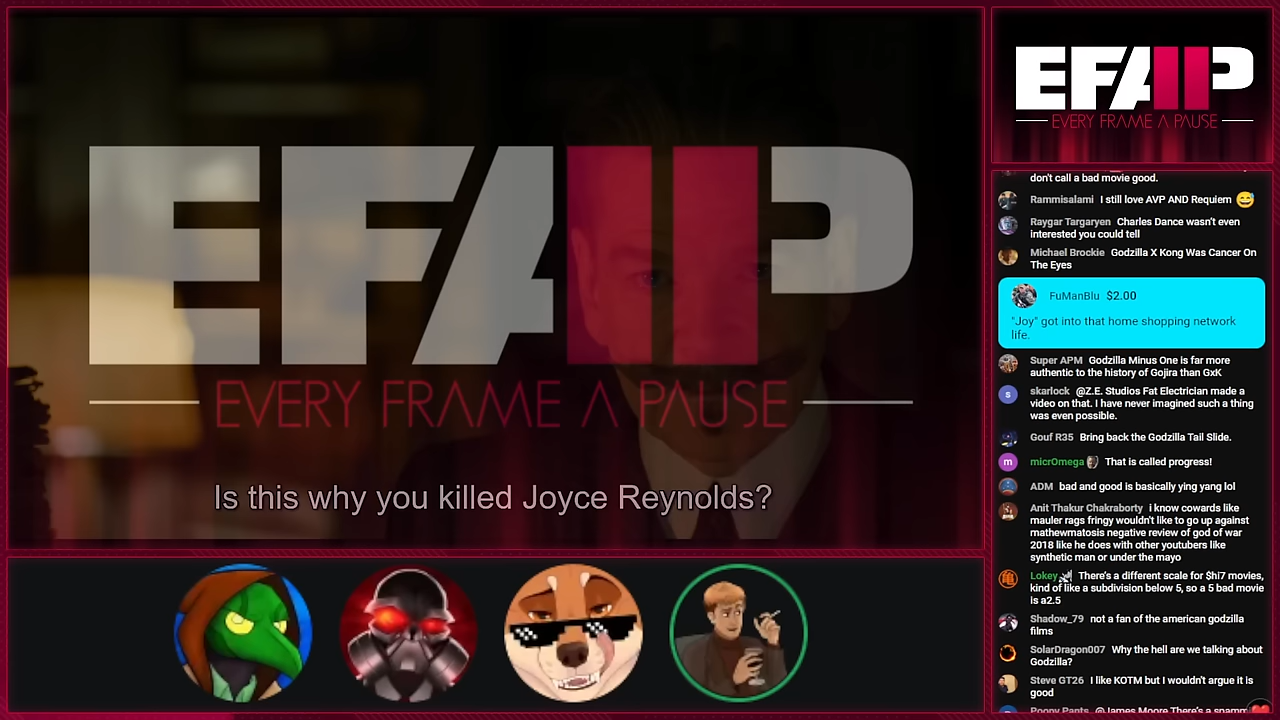 EFAP
EVERY FRAME A PAUSE
Is this why you killed Joyce Reynolds?
EFAP
EVERY FRAME A PAUSE
don't call a bad movie good.
Rammisalami I still love AVP AND Requiem 😅
Raygar Targaryen Charles Dance wasn't even
interested you could tell
Michael Brockie Godzilla X Kong Was Cancer On
The Eyes
FuManBlu $2.00
"Joy" got into that home shopping network
life.
Super APM Godzilla Minus One is far more
authentic to the history of Gojira than GxK
s
skarlock @Z.E. Studios Fat Electrician made a
video on that. I have never imagined such a thing
was even possible.
Gouf R35 Bring back the Godzilla Tail Slide.
m
micrOmega That is called progress!
ADM bad and good is basically ying yang lol
Anit Thakur Chakraborty i know cowards like
mauler rags fringy wouldn't like to go up against
mathewmatosis negative review of god of war
2018 like he does with other youtubers like
synthetic man or under the mayo
Lokey There's a different scale for $hi7 movies,
kind of like a subdivision below 5, so a 5 bad movie
is a2.5
Shadow_79 not a fan of the american godzilla
films
SolarDragon007 Why the hell are we talking about
Godzilla?
Steve GT26 I like KOTM but I wouldn't argue it is
good
Poopy Pants @James Moore There's a spamm